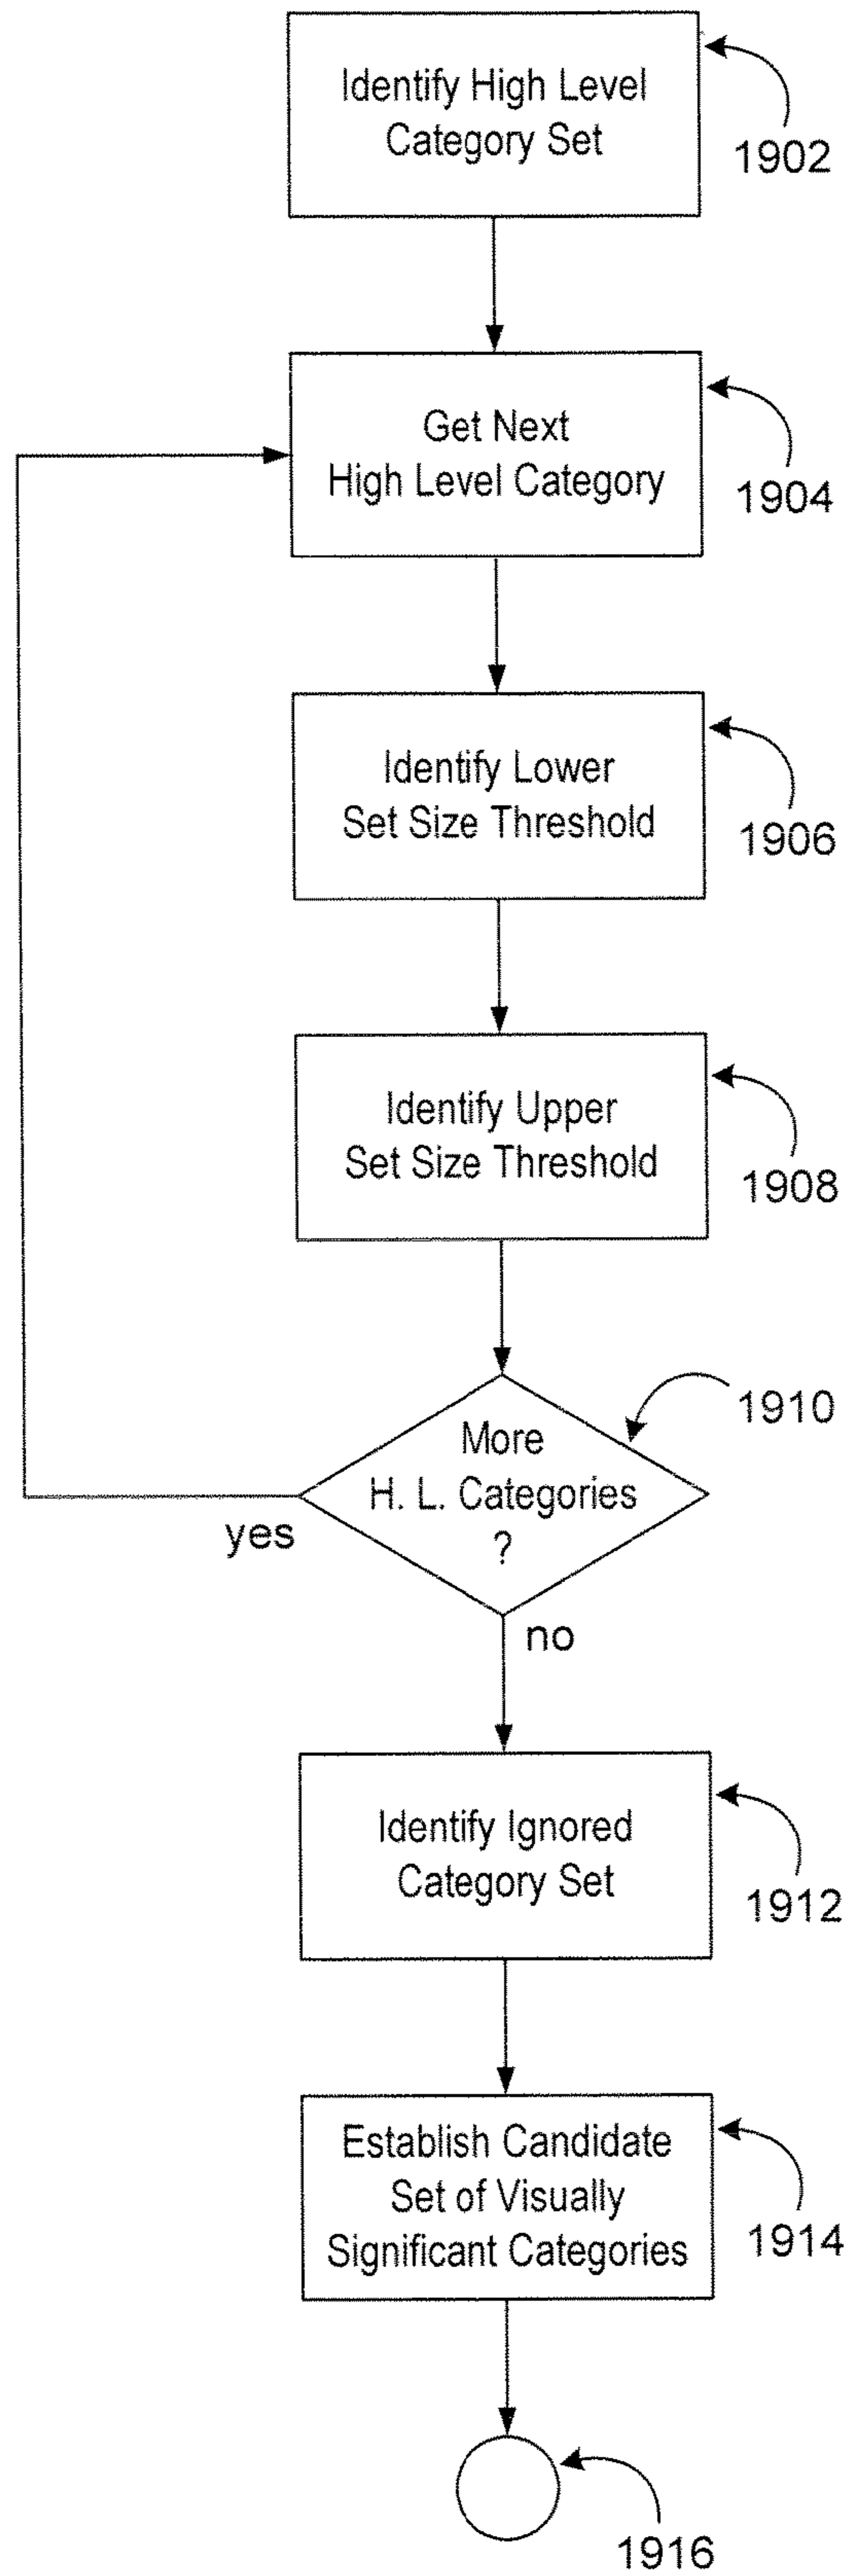 Identify High Level
Category Set
1902
Get Next
High Level Category
1904
Identify Lower
Set Size Threshold
1906
Identify Upper
Set Size Threshold
1908
More
H. L. Categories
?
1910
yes
no
Identify Ignored
Category Set
1912
Establish Candidate
Set of Visually
Significant Categories
1914
1916